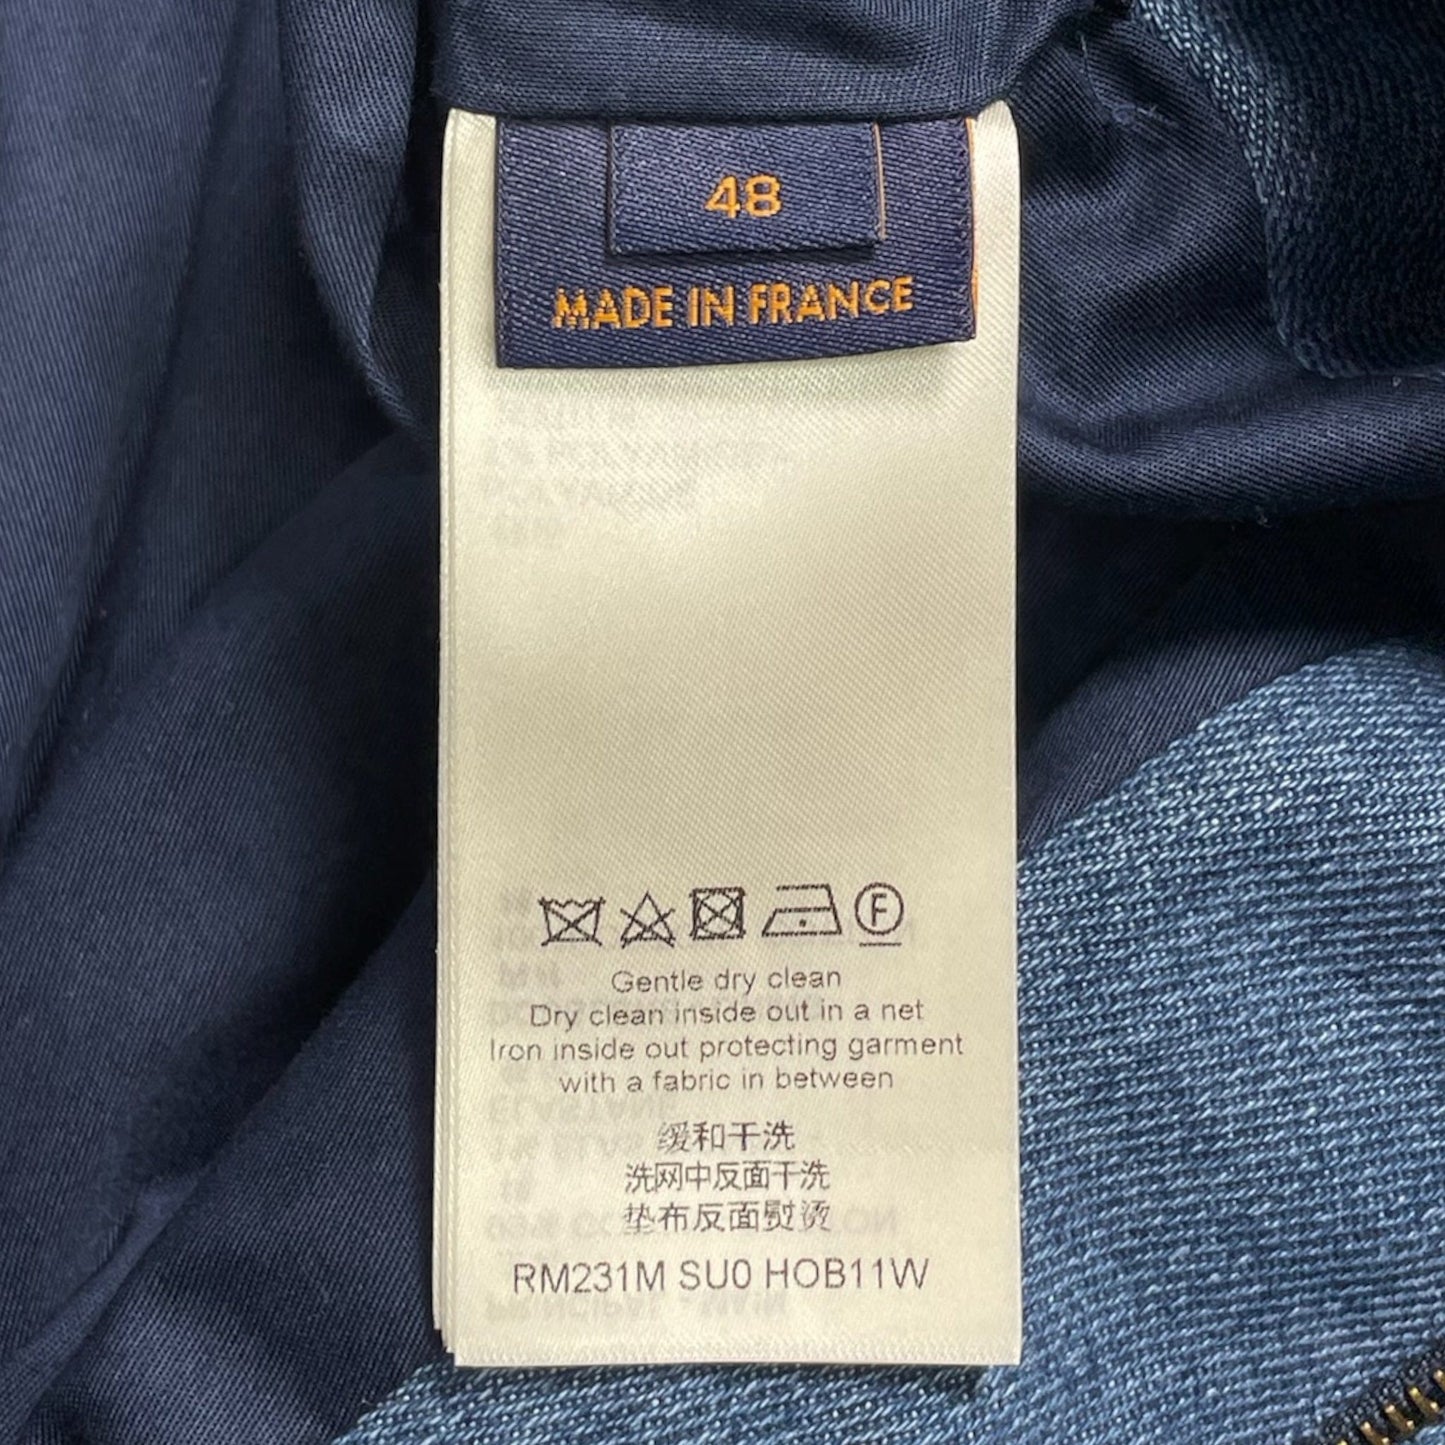 48
MADE IN FRANCE
F
Gentle dry clean
Dry clean inside out in a net
Iron inside out protecting garment
with a fabric in between
缓和干洗
洗网中反面干洗
垫布反面熨烫
RM231M SU0 HOB11W